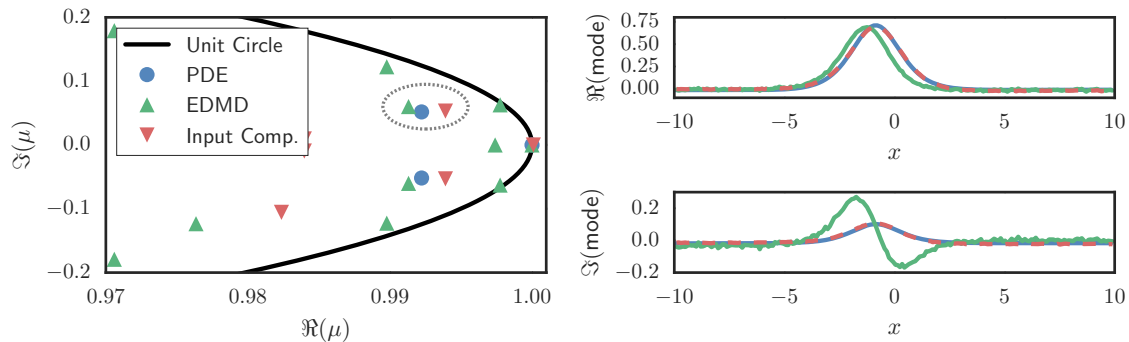 0.2
0.1
0.0
−0.1
−0.2
ℑ(μ)
Unit Circle
PDE
EDMD
Input Comp.
0.97
0.98
0.99
1.00
ℜ(μ)
0.75
0.50
0.25
0.00
ℜ(mode)
−10
−5
0
5
10
x
0.2
0.0
−0.2
ℑ(mode)
−10
−5
0
5
10
x